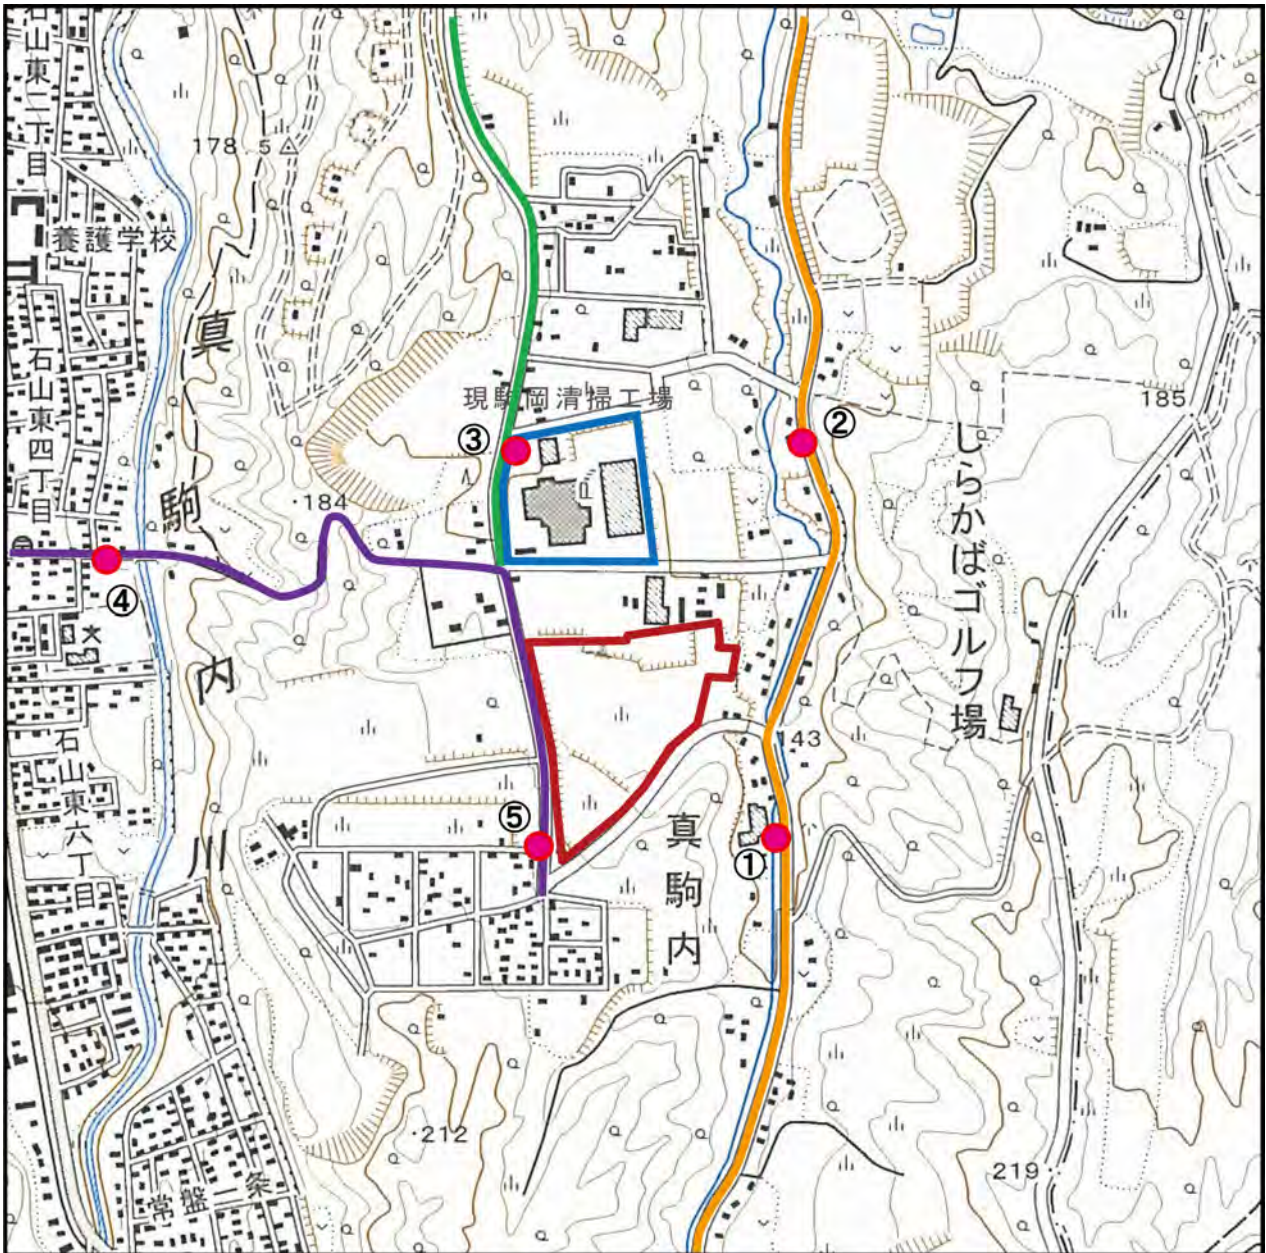 石山東二丁目
178.5
養護学校
石山東四丁目
真駒内川
現駒岡清掃工場
185
③
②
・184
④
しらかばゴルフ場
石山東六丁目
143
⑤
①
真駒内
・212
219
常盤一条